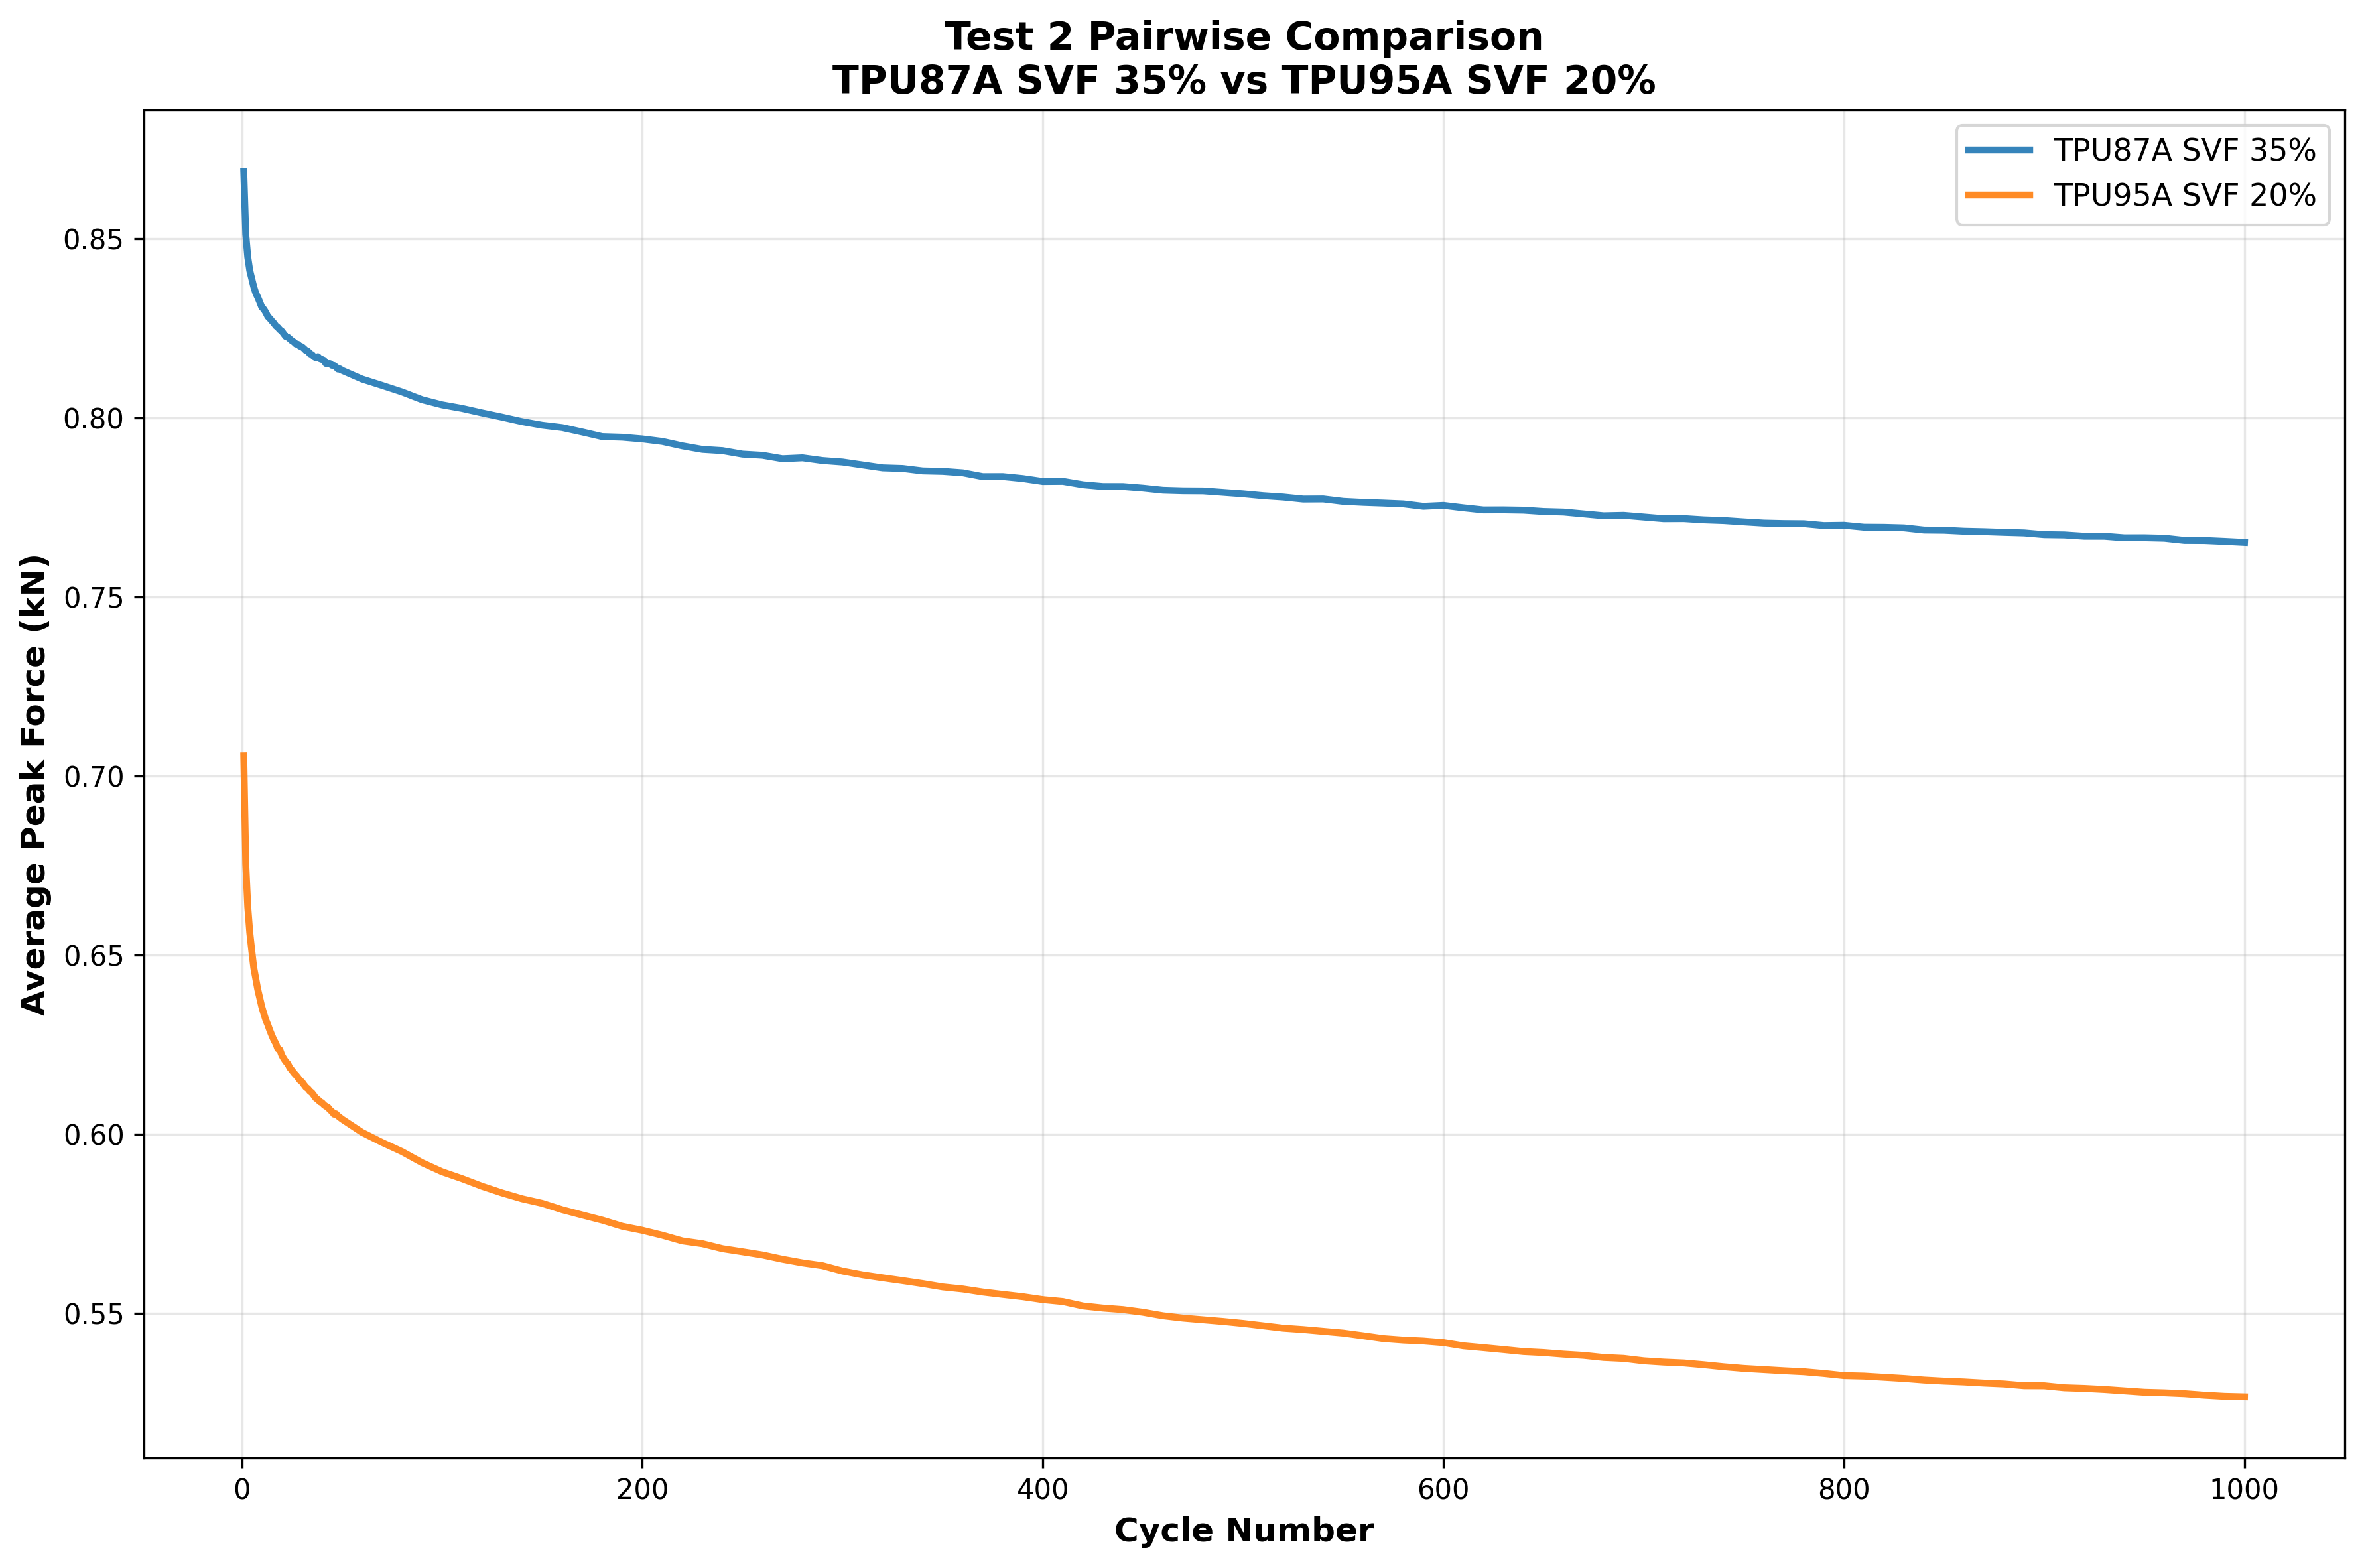 Test 2 Pairwise Comparison
TPU87A SVF 35% vs TPU95A SVF 20%
TPU87A SVF 35%
TPU95A SVF 20%
Average Peak Force (kN)
0.85
0.80
0.75
0.70
0.65
0.60
0.55
0
200
400
600
800
1000
Cycle Number